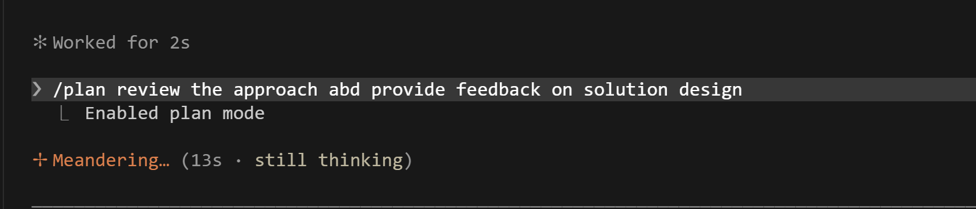 ✻ Worked for 2s
❯ /plan review the approach abd provide feedback on solution design
⎿ Enabled plan mode
✢ Meandering… (13s · still thinking)